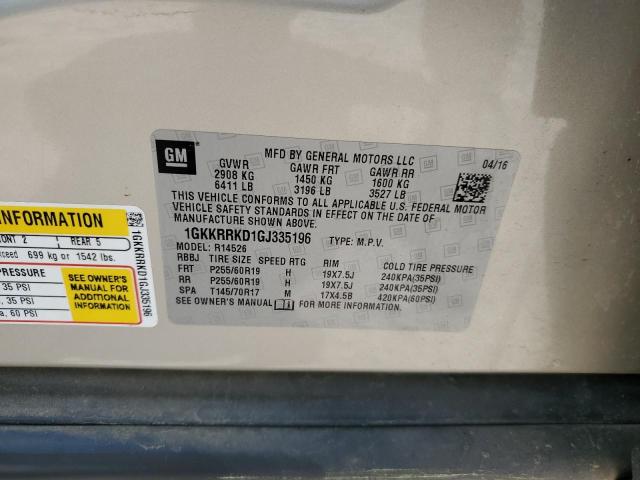 GM
MFD BY GENERAL MOTORS LLC
04/16
GVWR GAWR FRT GAWR RR
2908 KG 1450 KG 1600 KG
6411 LB 3196 LB 3527 LB
THIS VEHICLE CONFORMS TO ALL APPLICABLE U.S. FEDERAL MOTOR
VEHICLE SAFETY STANDARDS IN EFFECT ON THE DATE OF
MANUFACTURE SHOWN ABOVE.
1GKKRRKD1GJ335196 TYPE: M.P.V.
MODEL: R14526
RBBJ TIRE SIZE SPEED RTG RIM COLD TIRE PRESSURE
FRT P255/60R19 H 19X7.5J 240KPA(35PSI)
RR P255/60R19 H 19X7.5J 240KPA(35PSI)
SPA T145/70R17 M 17X4.5B 420KPA(60PSI)
SEE OWNER'S MANUAL FOR MORE INFORMATION
INFORMATION
2 REAR 5
699 kg or 1542 lbs.
PRESSURE
35 PSI
35 PSI
60 PSI
SEE OWNER'S
MANUAL FOR
ADDITIONAL
INFORMATION
1GKKRRKD1GJ335196